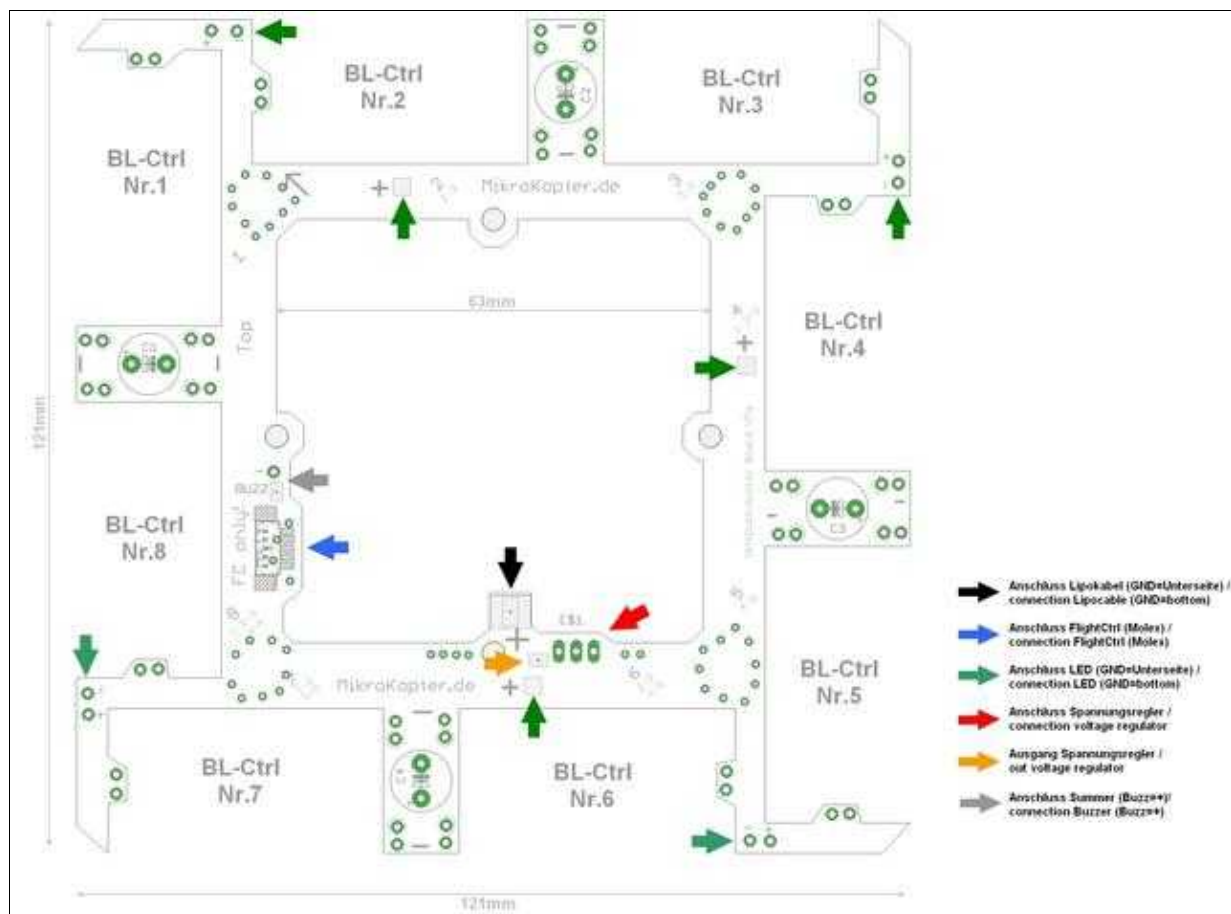 BL-Ctrl
Nr.2
BL-Ctrl
Nr.3
BL-Ctrl
Nr.1
MikroKopter.de
C2
63mm
Top
121mm
BL-Ctrl
Nr.4
BUZZ
FC only!
C3
BL-Ctrl
Nr.8
BL-Ctrl
Nr.5
MikroKopter.de
BL-Ctrl
Nr.7
BL-Ctrl
Nr.6
121mm
Anschluss Lipokabel (GND=Unterseite) /
connection Lipocable (GND=bottom)
Anschluss FlightCtrl (Molex) /
connection FlightCtrl (Molex)
Anschluss LED (GND=Unterseite) /
connection LED (GND=bottom)
Anschluss Spannungsregler /
connection voltage regulator
Ausgang Spannungsregler /
out voltage regulator
Anschluss Summer (Buzz=+)/
connection Buzzer (Buzz=+)